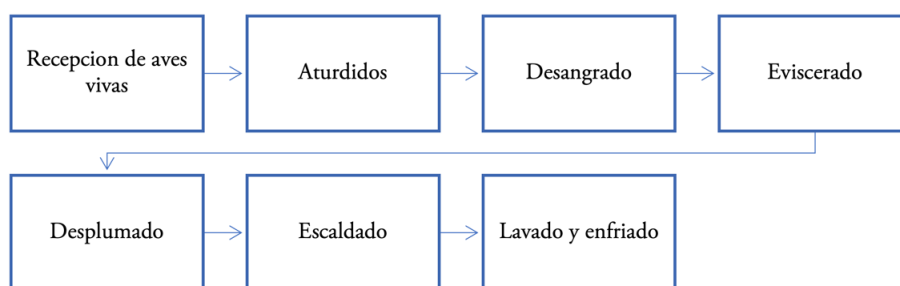 Recepcion de aves
vivas
Aturdidos
Desangrado
Eviscerado
Desplumado
Escaldado
Lavado y enfriado